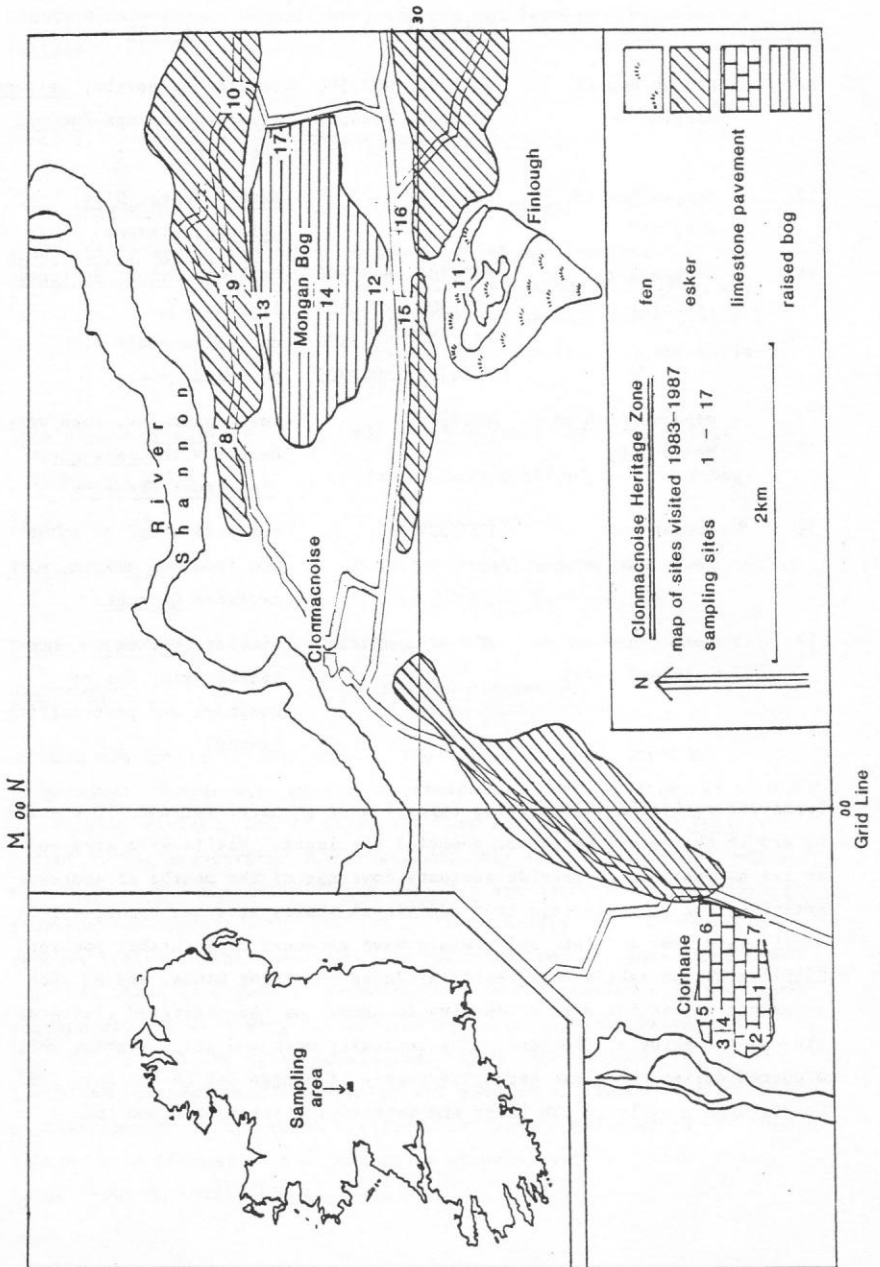 M 00 N
River
Shannon
10
17
9
8
13
Mongan Bog
14
12
16
15
30
11
Finlough
Clonmacnoise
Sampling
area
Clorhane
5
6
3
4
2
1
7
00
Grid Line
Clonmacnoise Heritage Zone
map of sites visited 1983–1987
sampling sites 1 – 17
N
2km
fen
esker
limestone pavement
raised bog